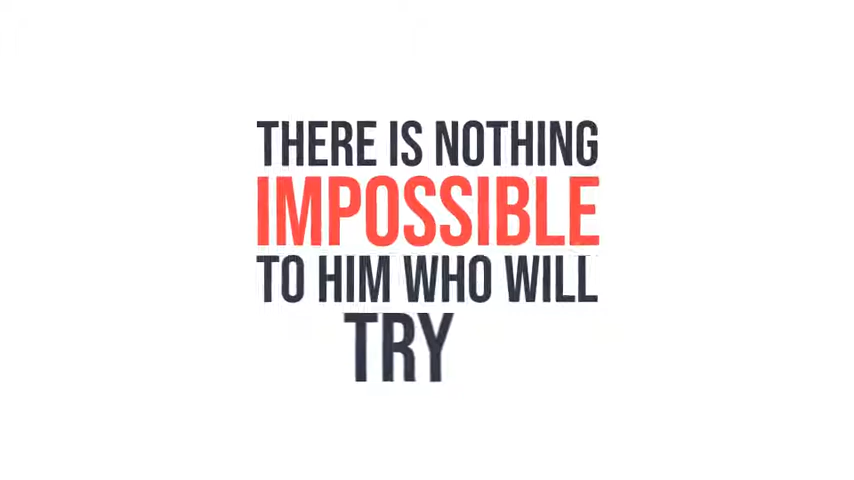 THERE IS NOTHING
IMPOSSIBLE
TO HIM WHO WILL
TRY